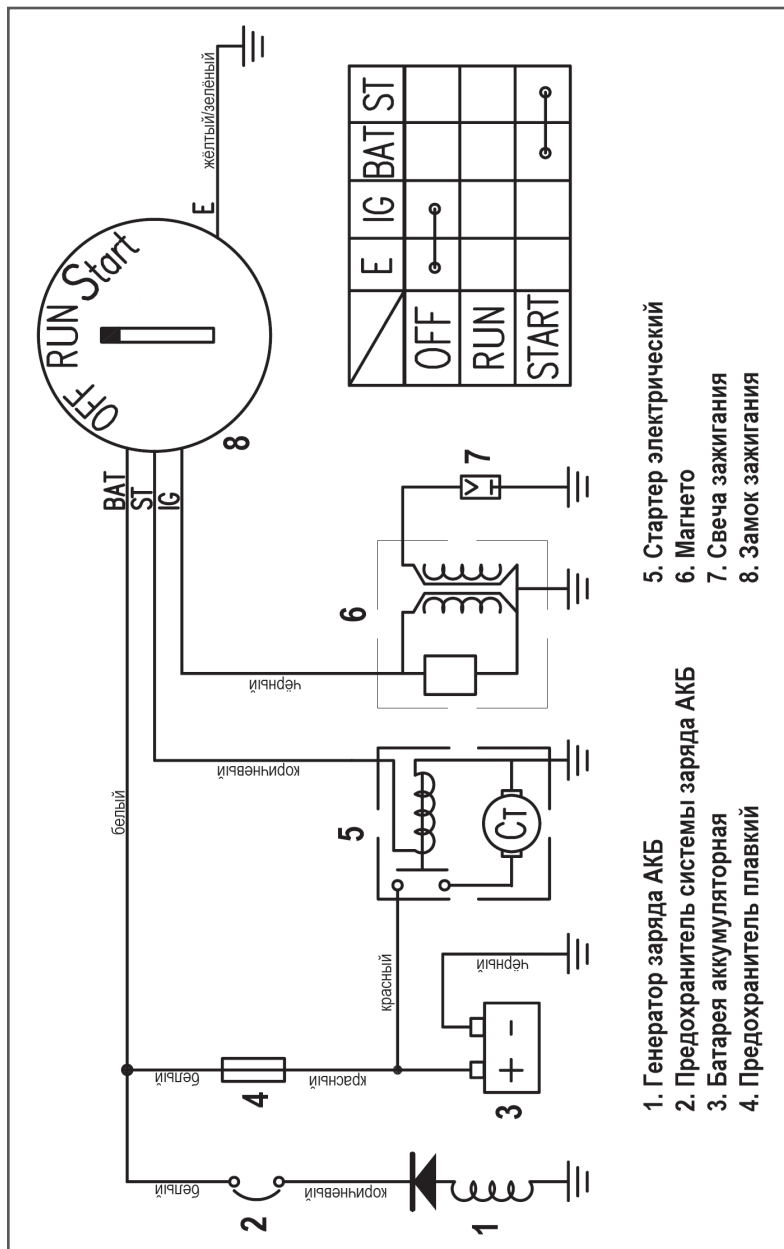 OFF
RUN
Start
BAT
ST
IG
E
жёлтый/зелёный
8
белый
белый
белый
коричневый
чёрный
красный
красный
коричневый
чёрный
1
2
3
+ -
4
5
Ст
6
7
E IG BAT ST
OFF
RUN
START
1. Генератор заряда АКБ
2. Предохранитель системы заряда АКБ
3. Батарея аккумуляторная
4. Предохранитель плавкий
5. Стартер электрический
6. Магнето
7. Свеча зажигания
8. Замок зажигания